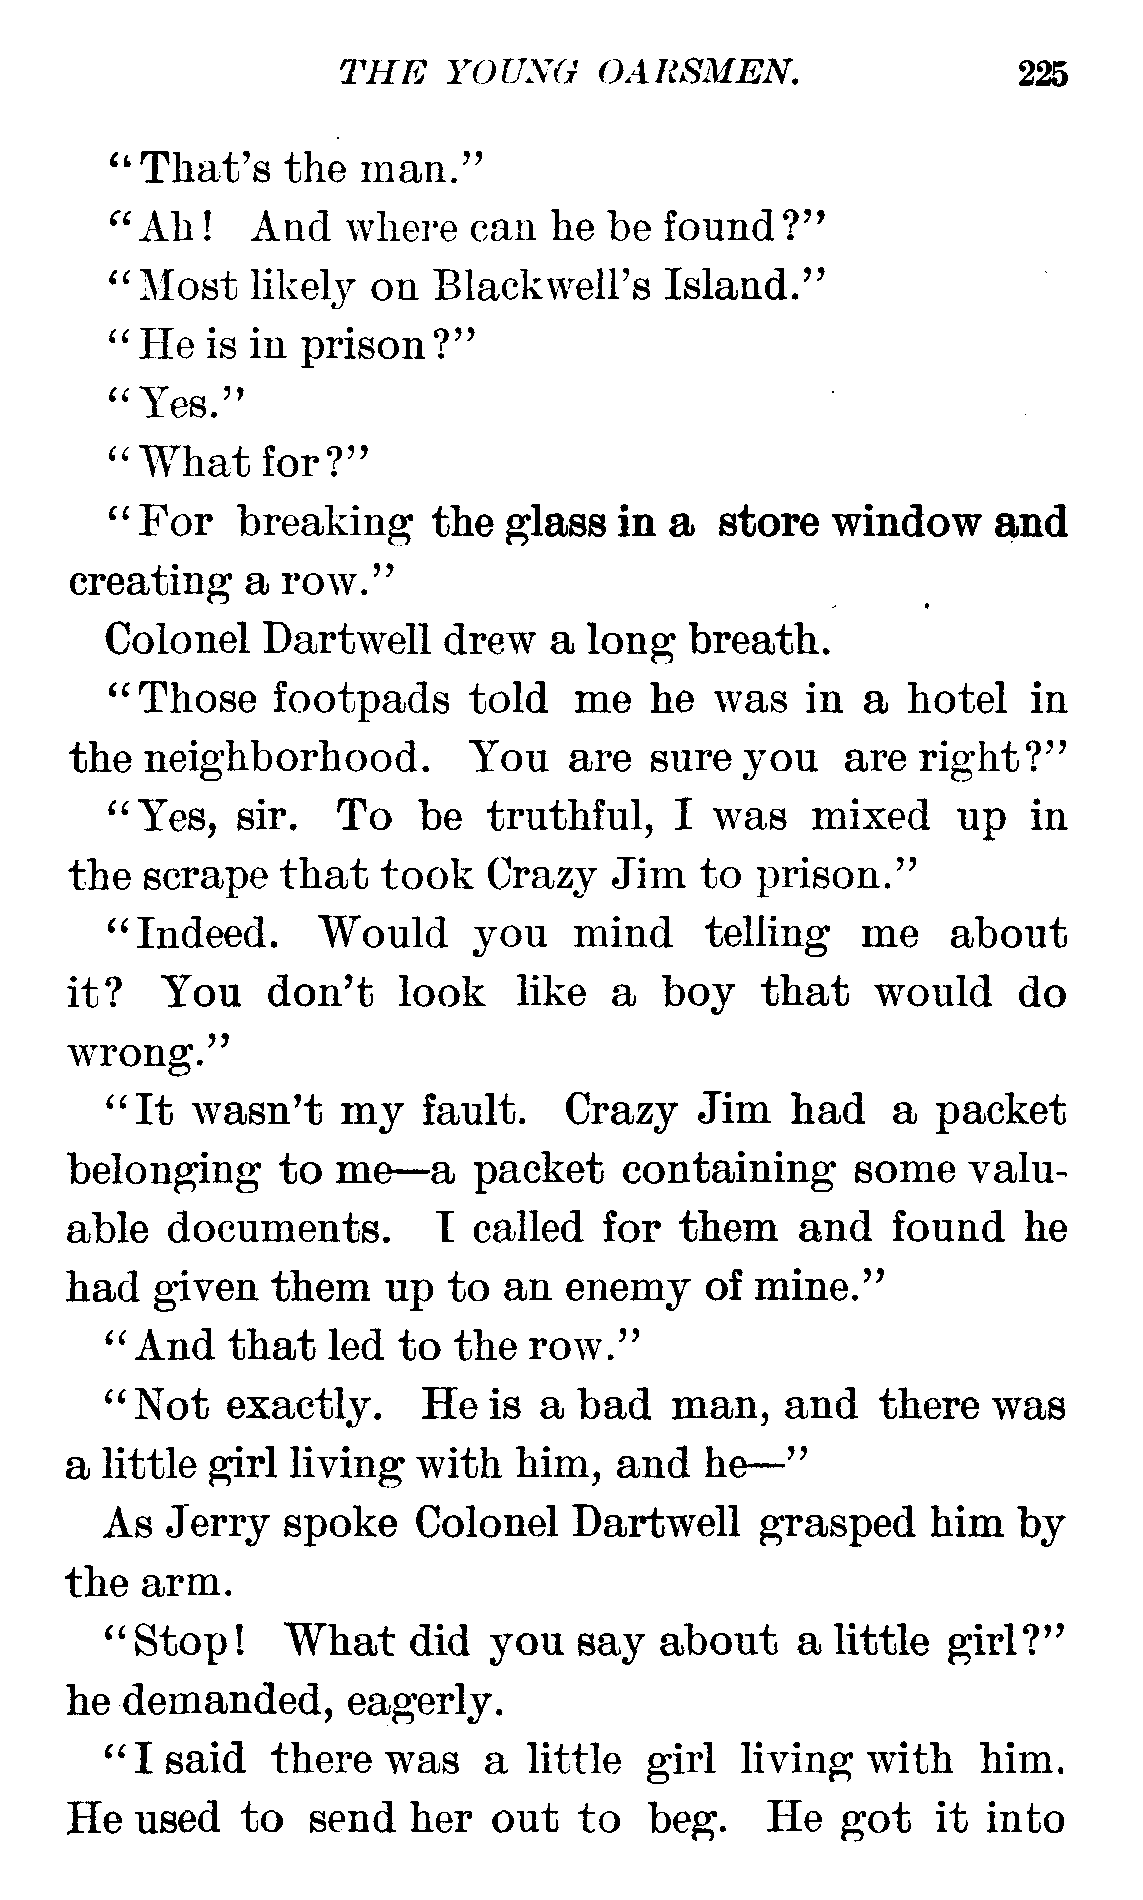 THE YOUNG OARSMEN. 225
“That’s the man.”
“Ah! And where can he be found?”
“Most likely on Blackwell’s Island.”
“He is in prison?”
“Yes.”
“What for?”
“For breaking the glass in a store window and
creating a row.”
Colonel Dartwell drew a long breath.
“Those footpads told me he was in a hotel in
the neighborhood. You are sure you are right?”
“Yes, sir. To be truthful, I was mixed up in
the scrape that took Crazy Jim to prison.”
“Indeed. Would you mind telling me about
it? You don’t look like a boy that would do
wrong.”
“It wasn’t my fault. Crazy Jim had a packet
belonging to me—a packet containing some valu-
able documents. I called for them and found he
had given them up to an enemy of mine.”
“And that led to the row.”
“Not exactly. He is a bad man, and there was
a little girl living with him, and he—”
As Jerry spoke Colonel Dartwell grasped him by
the arm.
“Stop! What did you say about a little girl?”
he demanded, eagerly.
“I said there was a little girl living with him.
He used to send her out to beg. He got it into